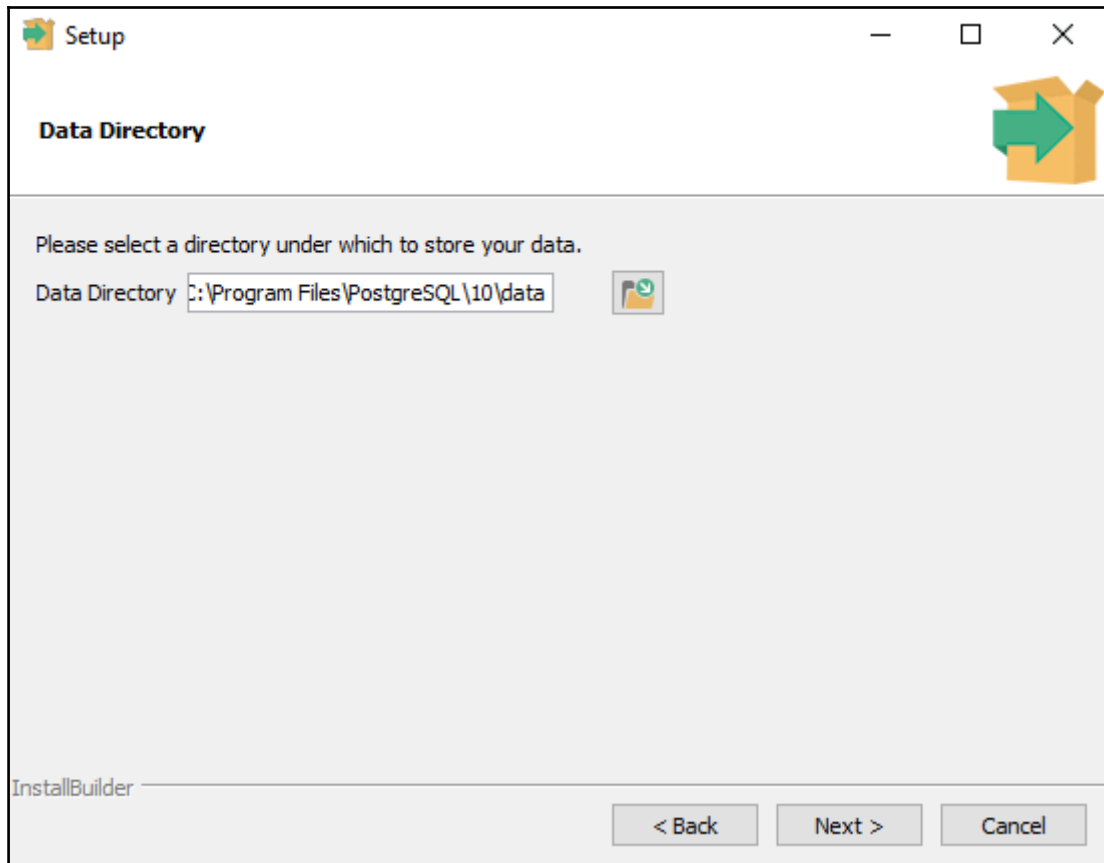 Setup
Data Directory
Please select a directory under which to store your data.
Data Directory C:\Program Files\PostgreSQL\10\data
InstallBuilder
< Back Next > Cancel